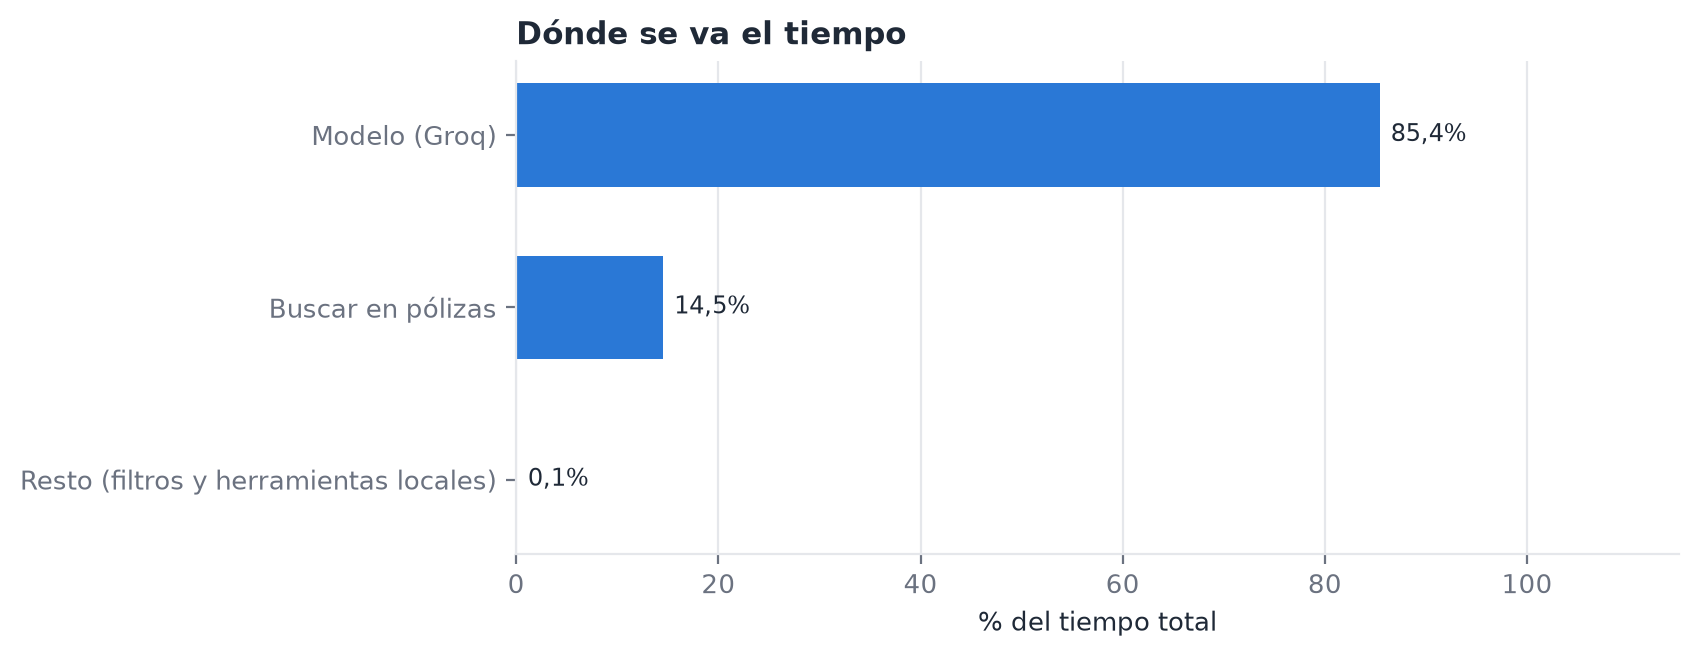 Dónde se va el tiempo
Modelo (Groq)
85,4%
Buscar en pólizas
14,5%
Resto (filtros y herramientas locales)
0,1%
0 20 40 60 80 100
% del tiempo total